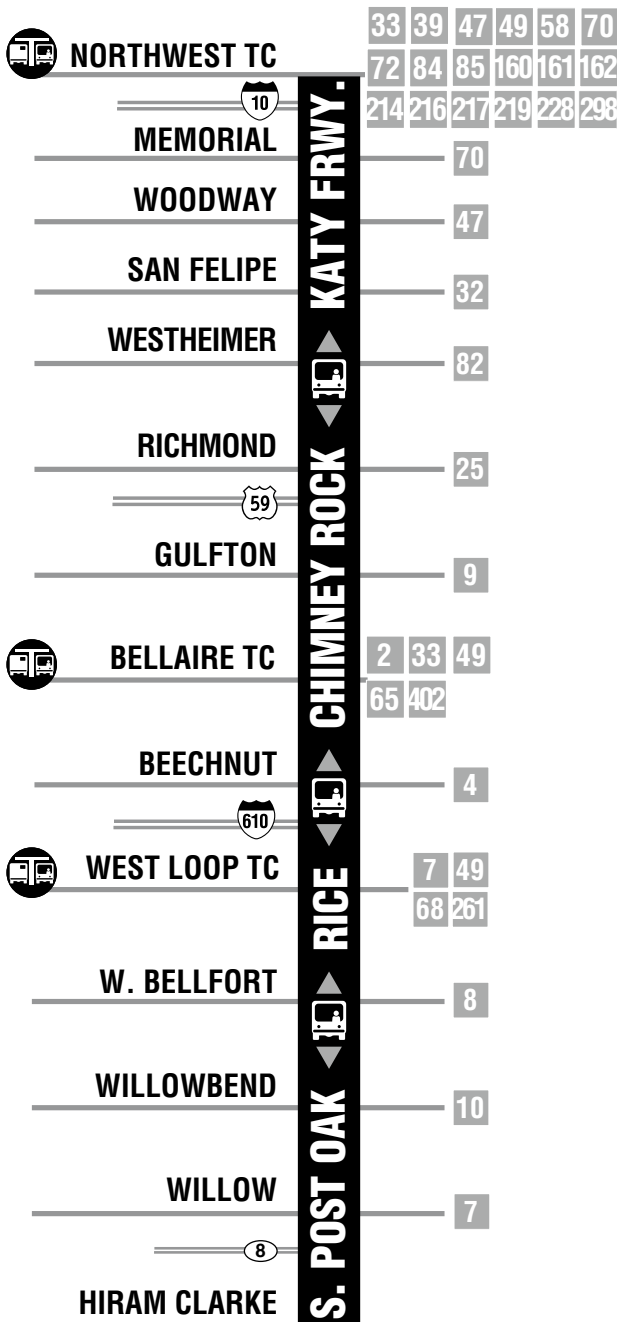 33 39 47 49 58 70
NORTHWEST TC 72 84 85 160 161 162
10 214 216 217 219 228 298
KATY FRWY.
MEMORIAL 70
WOODWAY 47
SAN FELIPE 32
WESTHEIMER 82
CHIMNEY ROCK
RICHMOND 25
59
GULFTON 9
BELLAIRE TC 2 33 49
65 402
BEECHNUT 4
610
RICE
WEST LOOP TC 7 49
68 261
W. BELLFORT 8
S. POST OAK
WILLOWBEND 10
WILLOW 7
8
HIRAM CLARKE